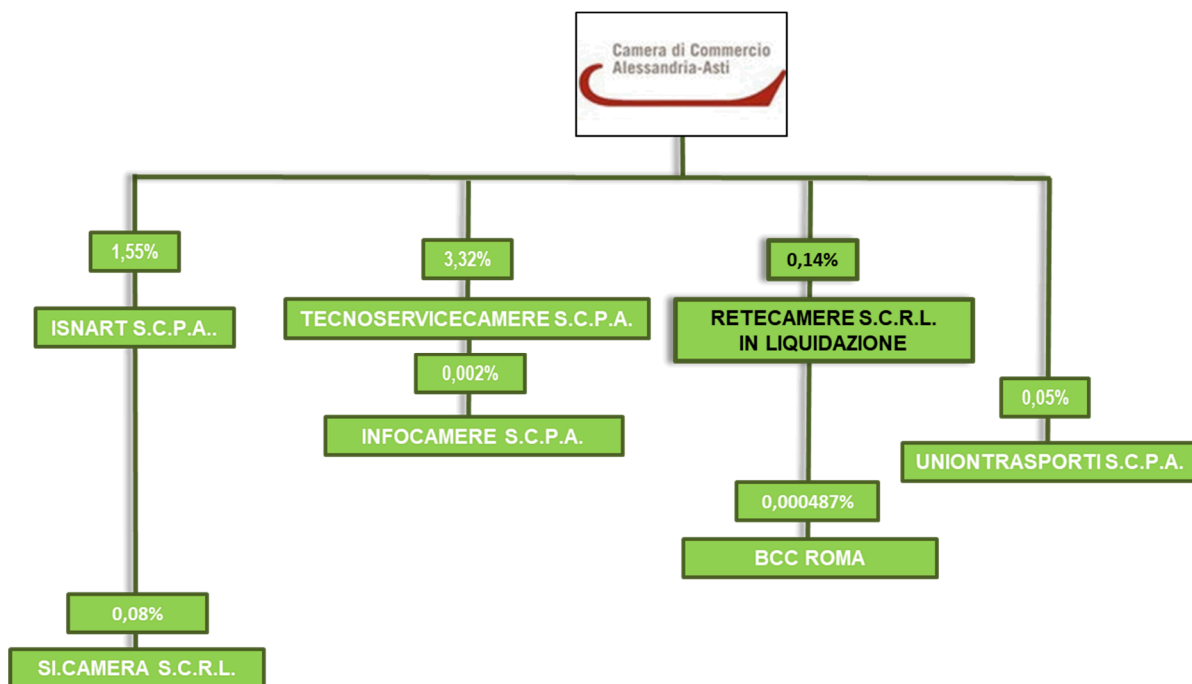 Camera di Commercio
Alessandria-Asti
1,55%
3,32%
0,14%
ISNART S.C.P.A..
TECNOSERVICECAMERE S.C.P.A.
RETECAMERE S.C.R.L.
IN LIQUIDAZIONE
0,002%
0,05%
INFOCAMERE S.C.P.A.
UNIONTRASPORTI S.C.P.A.
0,000487%
BCC ROMA
0,08%
SI.CAMERA S.C.R.L.